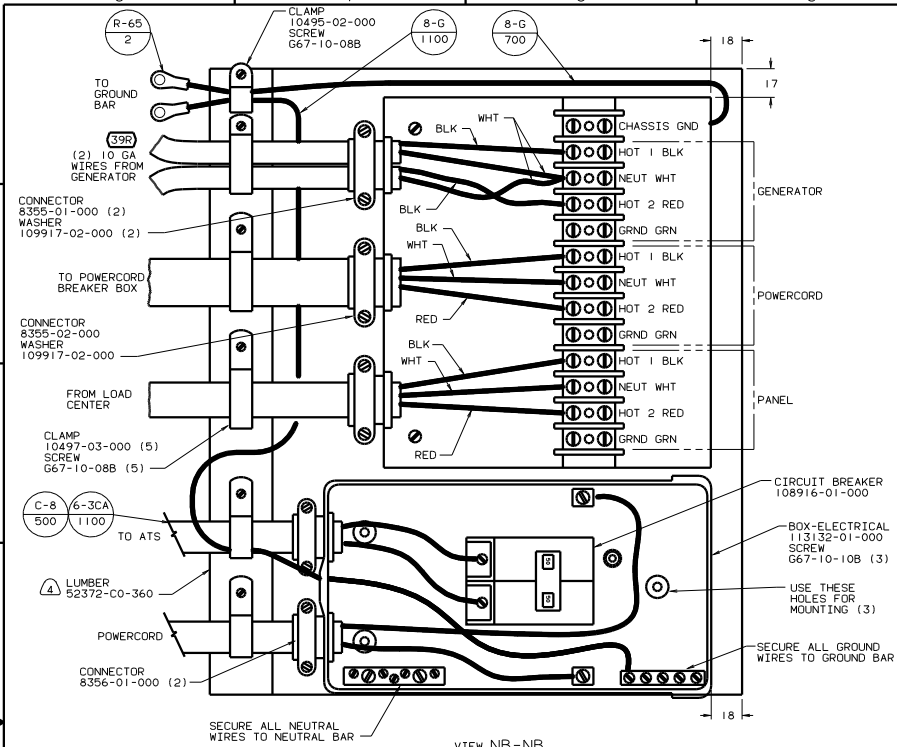 R-65
2
CLAMP
10495-02-000
SCREW
G67-10-08B
8-G
1100
8-G
700
18
17
TO
GROUND
BAR
39R
(2) 10 GA
WIRES FROM
GENERATOR
CONNECTOR
8355-01-000 (2)
WASHER
109917-02-000 (2)
TO POWERCORD
BREAKER BOX
CONNECTOR
8355-02-000
WASHER
109917-02-000
FROM LOAD
CENTER
CLAMP
10497-03-000 (5)
SCREW
G67-10-08B (5)
C-8
500
6-3CA
1100
TO ATS
4
LUMBER
52372-C0-360
POWERCORD
CONNECTOR
8356-01-000 (2)
SECURE ALL NEUTRAL
WIRES TO NEUTRAL BAR
BLK
WHT
BLK
BLK
WHT
RED
BLK
WHT
RED
CHASSIS GND
HOT 1 BLK
NEUT WHT
HOT 2 RED
GRND GRN
GENERATOR
HOT 1 BLK
NEUT WHT
HOT 2 RED
GRND GRN
POWERCORD
HOT 1 BLK
NEUT WHT
HOT 2 RED
GRND GRN
PANEL
50
50
CIRCUIT BREAKER
108916-01-000
BOX-ELECTRICAL
113132-01-000
SCREW
G67-10-10B (3)
USE THESE
HOLES FOR
MOUNTING (3)
SECURE ALL GROUND
WIRES TO GROUND BAR
18
VIEW NB-NB